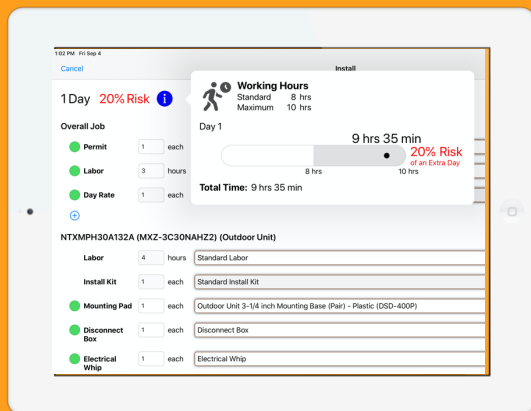 1:02 PM Fri Sep 4
Cancel
Install
1 Day 20% Risk i
Working Hours
Standard 8 hrs
Maximum 10 hrs
Day 1
9 hrs 35 min
20% Risk
of an Extra Day
8 hrs 10 hrs
Total Time: 9 hrs 35 min
Overall Job
Permit 1 each
Labor 3 hours
Day Rate 1 each
NTXMPH30A132A (MXZ-3C30NAHZ2) (Outdoor Unit)
Labor 4 hours Standard Labor
Install Kit 1 each Standard Install Kit
Mounting Pad 1 each Outdoor Unit 3-1/4 inch Mounting Base (Pair) - Plastic (DSD-400P)
Disconnect Box 1 each Disconnect Box
Electrical Whip 1 each Electrical Whip